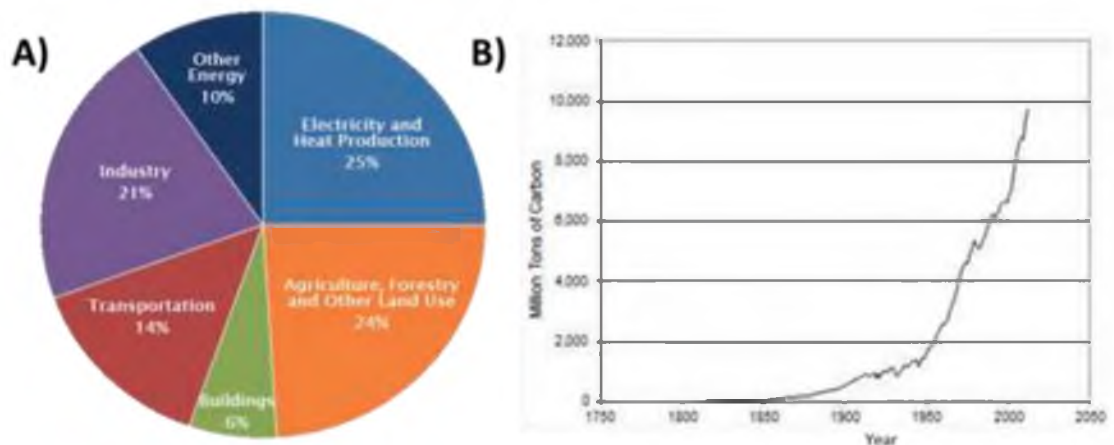 A)
Other
Energy
10%
Electricity and
Heat Production
25%
Industry
21%
Agriculture, Forestry
and Other Land Use
24%
Transportation
14%
Buildings
6%
B)
12,000
10,000
8,000
6,000
4,000
2,000
0
Million Tons of Carbon
1750 1800 1850 1900 1950 2000 2050
Year